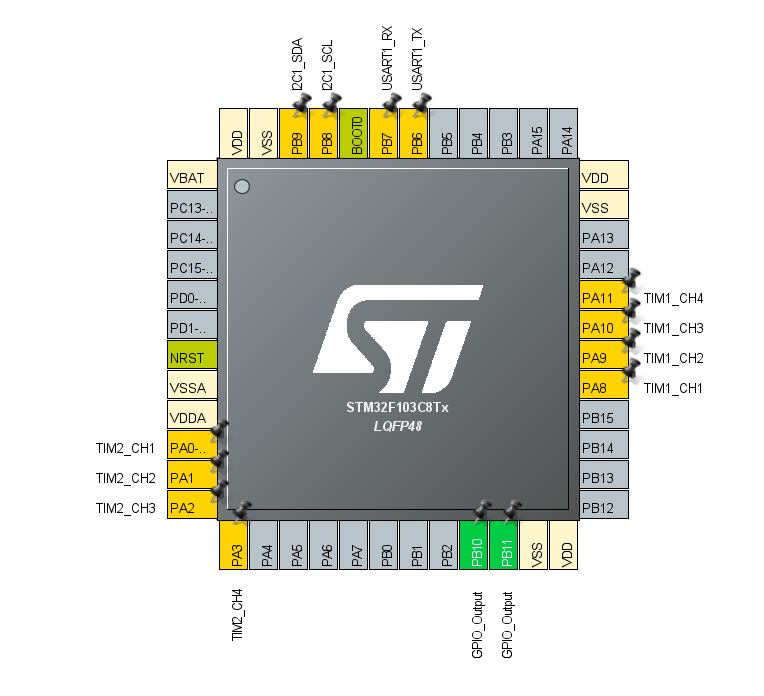 I2C1_SDA
I2C1_SCL
USART1_RX
USART1_TX
VDD
VSS
PB9
PB8
BOOT0
PB7
PB6
PB5
PB4
PB3
PA15
PA14
VBAT
PC13-..
PC14-..
PC15-..
PD0-..
PD1-..
NRST
VSSA
VDDA
TIM2_CH1 PA0-..
TIM2_CH2 PA1
TIM2_CH3 PA2
ST
STM32F103C8Tx
LQFP48
VDD
VSS
PA13
PA12
PA11 TIM1_CH4
PA10 TIM1_CH3
PA9 TIM1_CH2
PA8 TIM1_CH1
PB15
PB14
PB13
PB12
PA3
PA4
PA5
PA6
PA7
PB0
PB1
PB2
PB10
PB11
VSS
VDD
TIM2_CH4
GPIO_Output
GPIO_Output